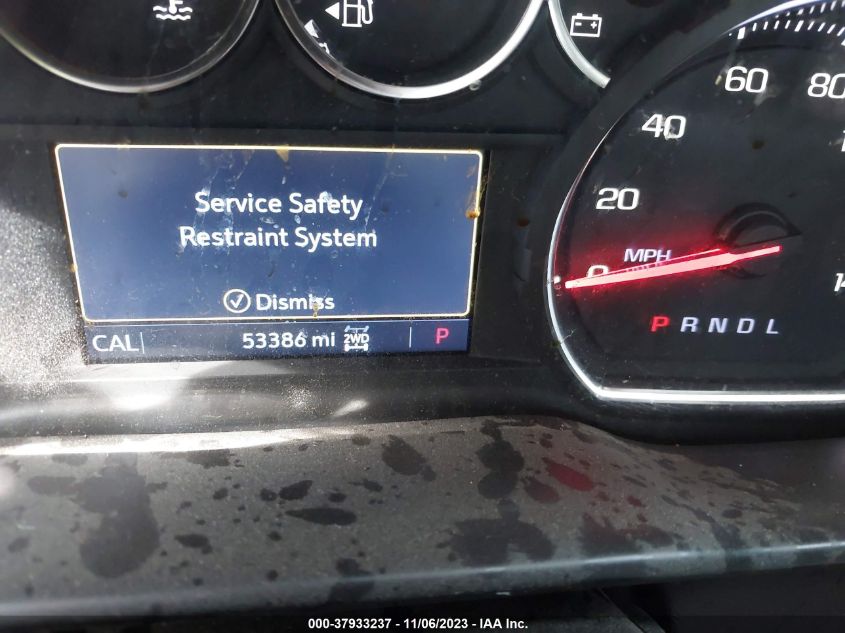 60
80
40
20
MPH
0
P R N D L
Service Safety
Restraint System
Dismiss
CAL
53386 mi
2WD
P
000-37933237 - 11/06/2023 - IAA Inc.